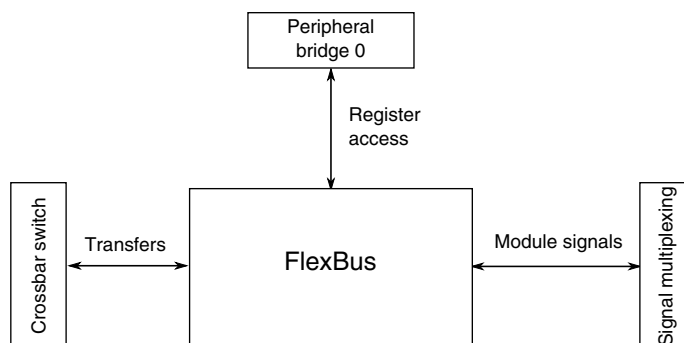 Peripheral
bridge 0
Register
access
Crossbar switch
Transfers
FlexBus
Module signals
Signal multiplexing